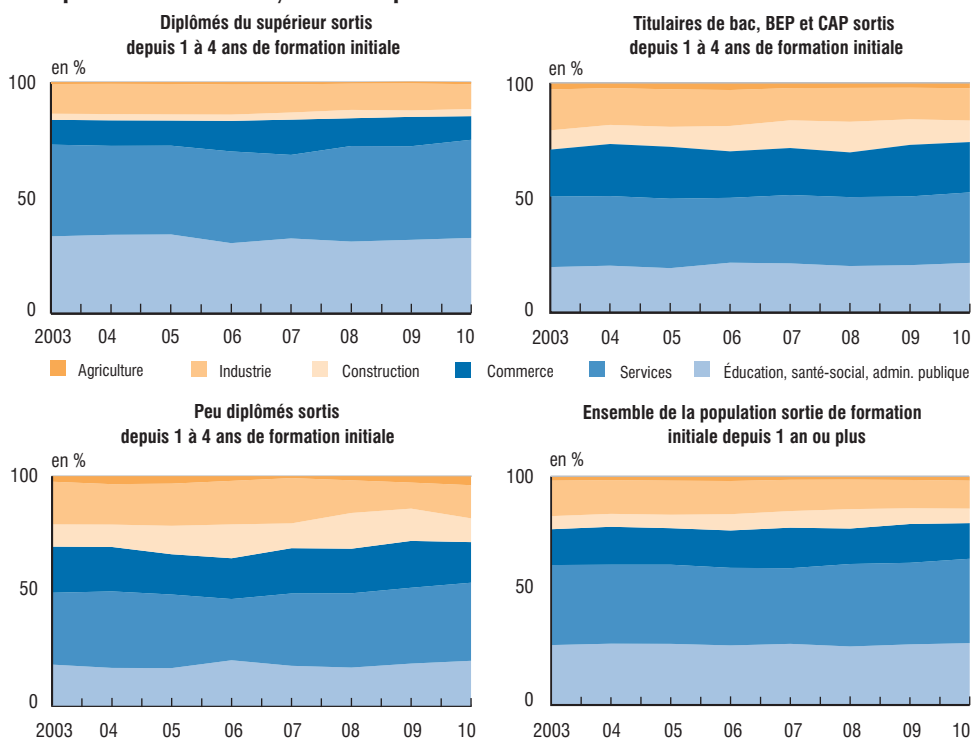 Diplômés du supérieur sortis
depuis 1 à 4 ans de formation initiale
en %
100
50
0
2003 04 05 06 07 08 09 10
Titulaires de bac, BEP et CAP sortis
depuis 1 à 4 ans de formation initiale
en %
100
50
0
2003 04 05 06 07 08 09 10
Agriculture Industrie Construction Commerce Services Éducation, santé-social, admin. publique
Peu diplômés sortis
depuis 1 à 4 ans de formation initiale
en %
100
50
0
2003 04 05 06 07 08 09 10
Ensemble de la population sortie de formation
initiale depuis 1 an ou plus
en %
100
50
0
2003 04 05 06 07 08 09 10